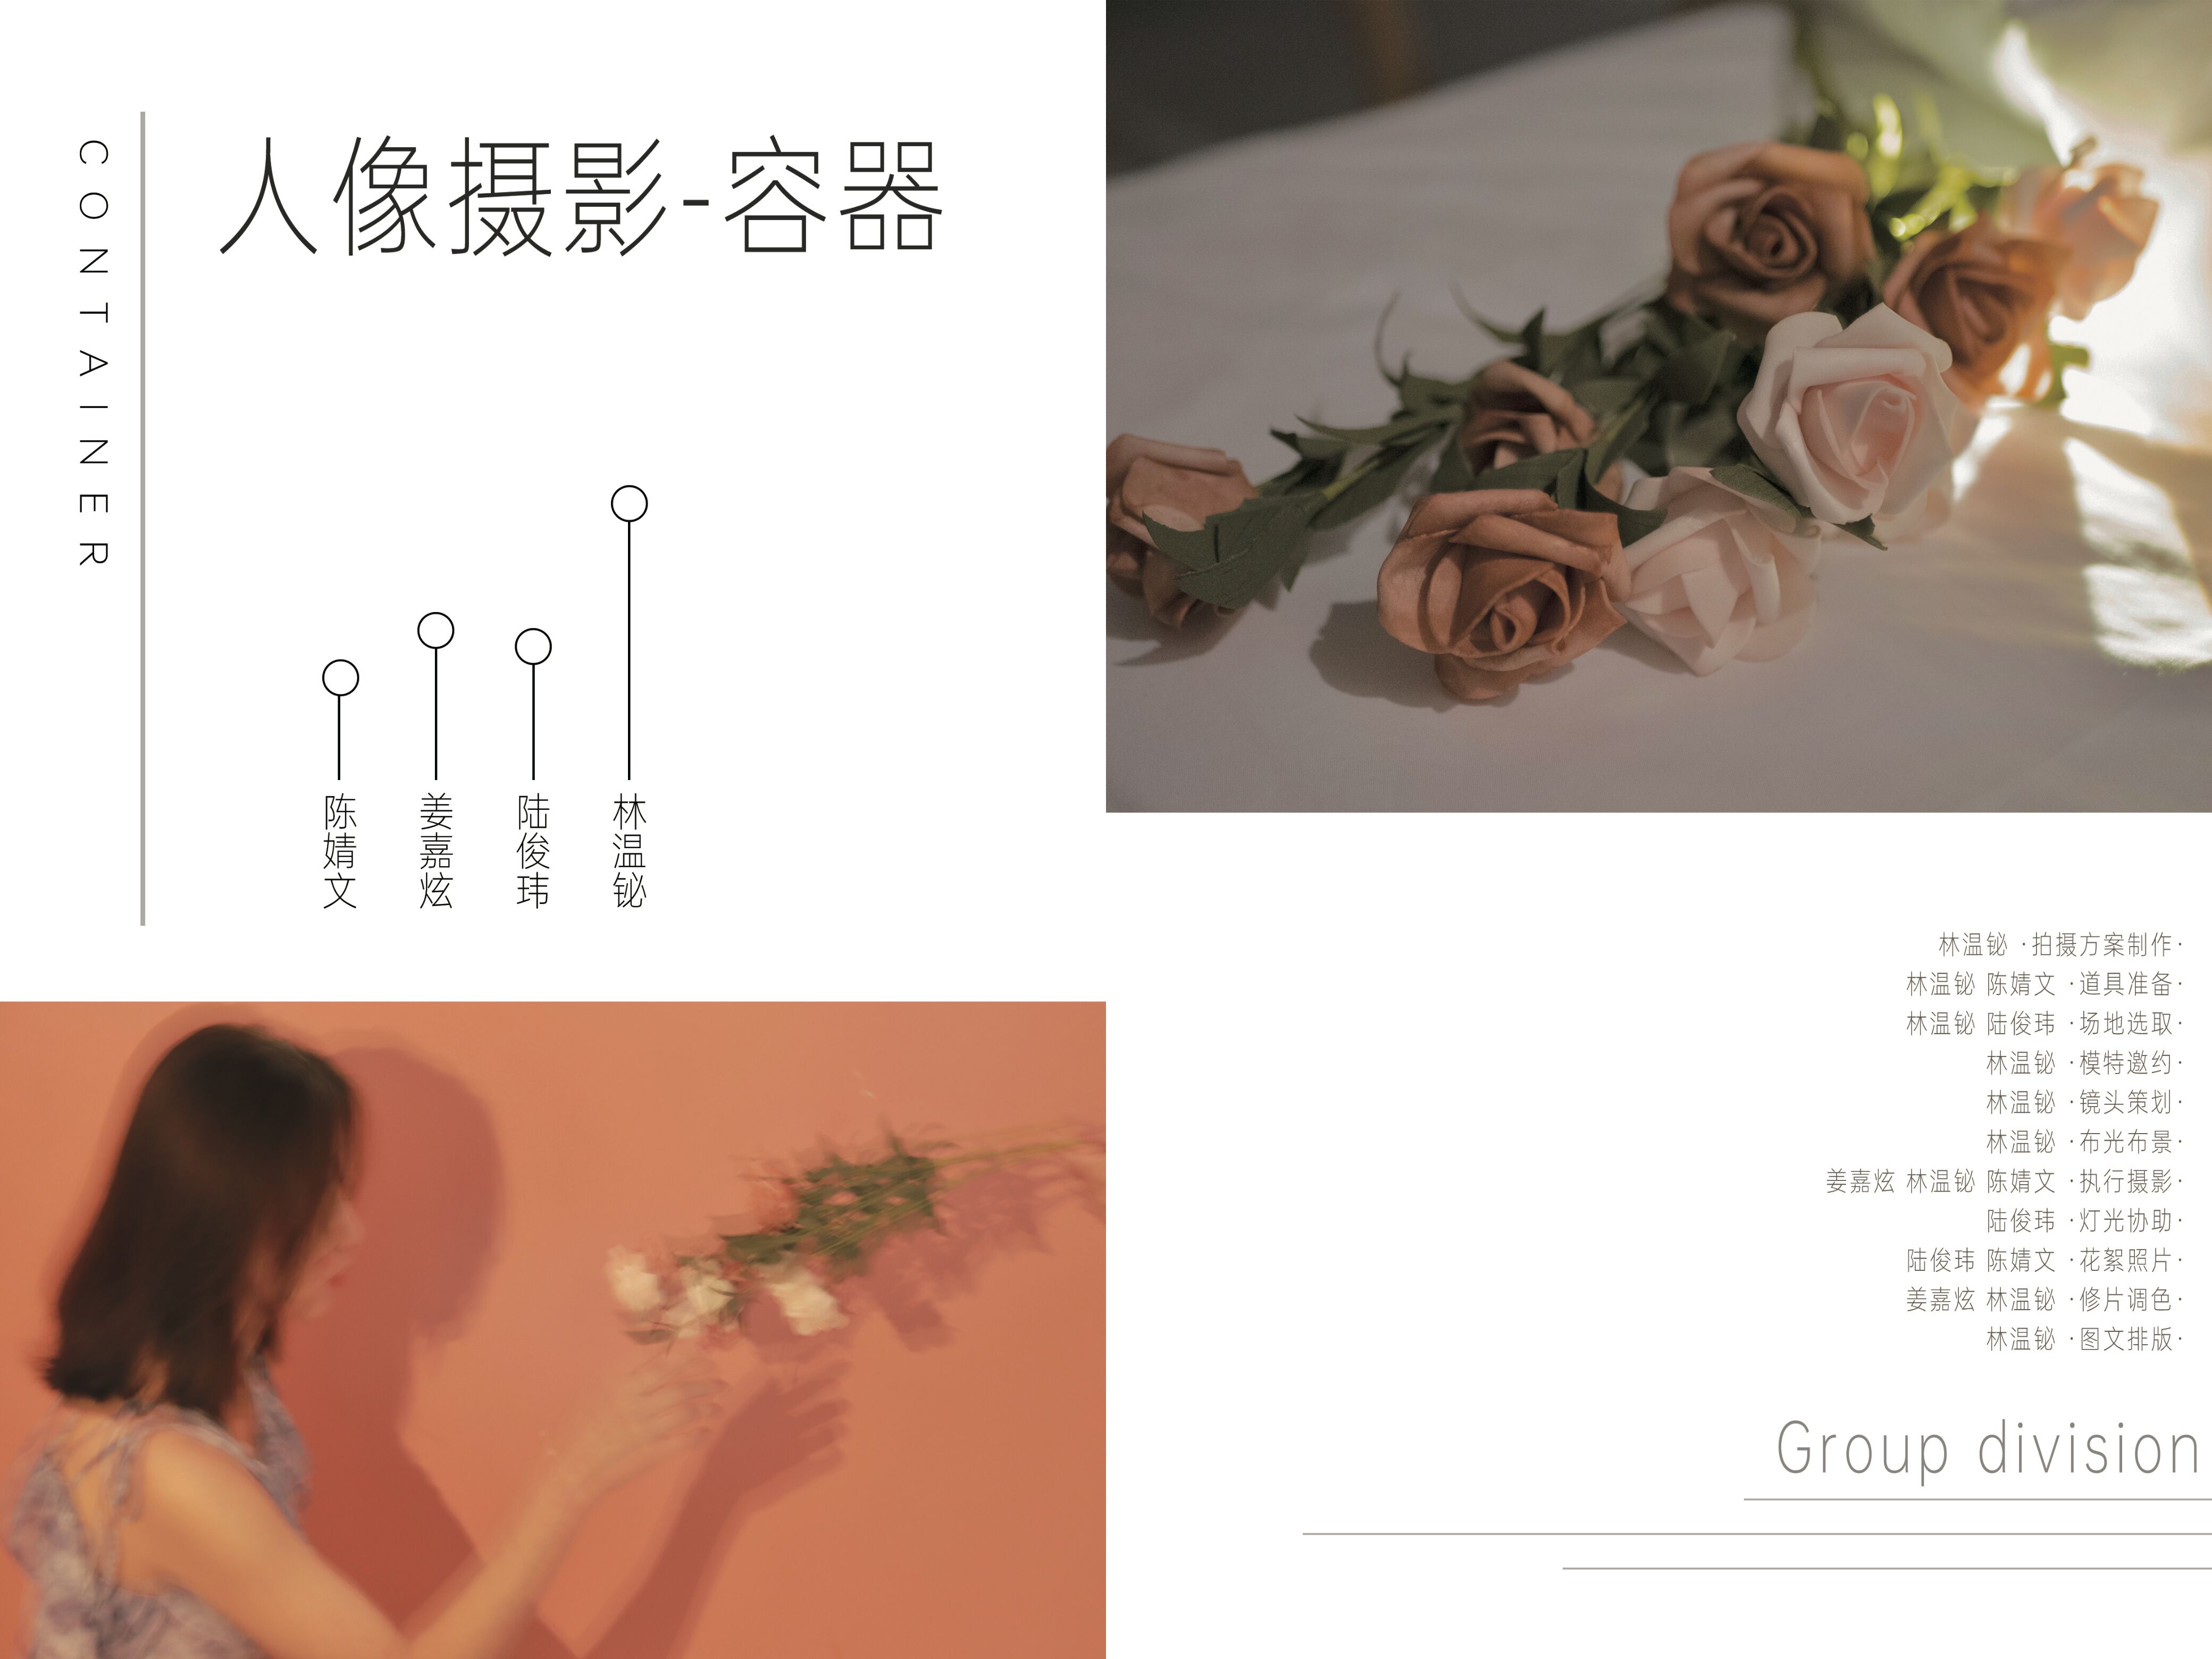 CONTAINER
人像摄影-容器
陈婧文
姜嘉炫
陆俊玮
林温铋
林温铋 ·拍摄方案制作·
林温铋 陈婧文 ·道具准备·
林温铋 陆俊玮 ·场地选取·
林温铋 ·模特邀约·
林温铋 ·镜头策划·
林温铋 ·布光布景·
姜嘉炫 林温铋 陈婧文 ·执行摄影·
陆俊玮 ·灯光协助·
陆俊玮 陈婧文 ·花絮照片·
姜嘉炫 林温铋 ·修片调色·
林温铋 ·图文排版·
Group division